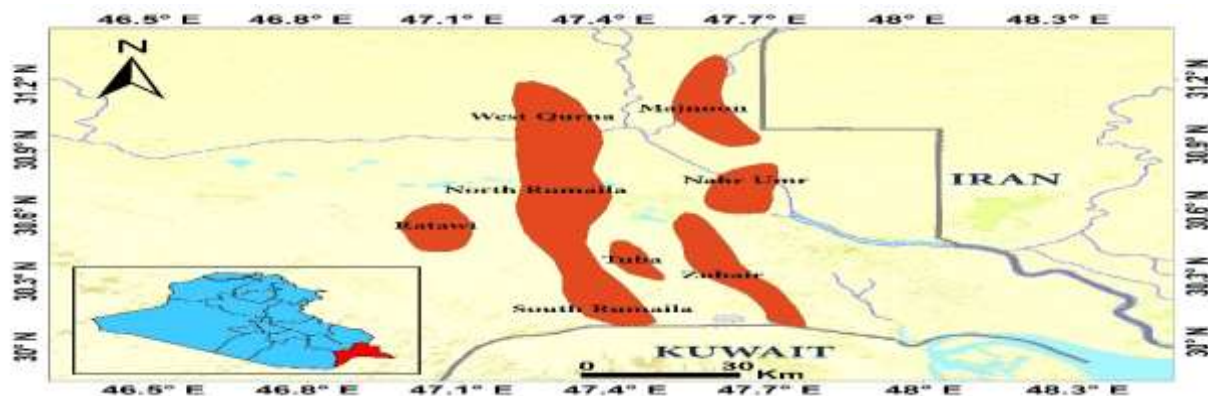 46.5° E 46.8° E 47.1° E 47.4° E 47.7° E 48° E 48.3° E
N
31.2° N 31.2° N
West Qurna Majnoon
30.9° N 30.9° N
North Rumaila Nahr Umr IRAN
30.6° N 30.6° N
Ratawi
Tuba Zubair
30.3° N 30.3° N
South Rumaila
30° N 30° N
KUWAIT
0 30
Km
46.5° E 46.8° E 47.1° E 47.4° E 47.7° E 48° E 48.3° E